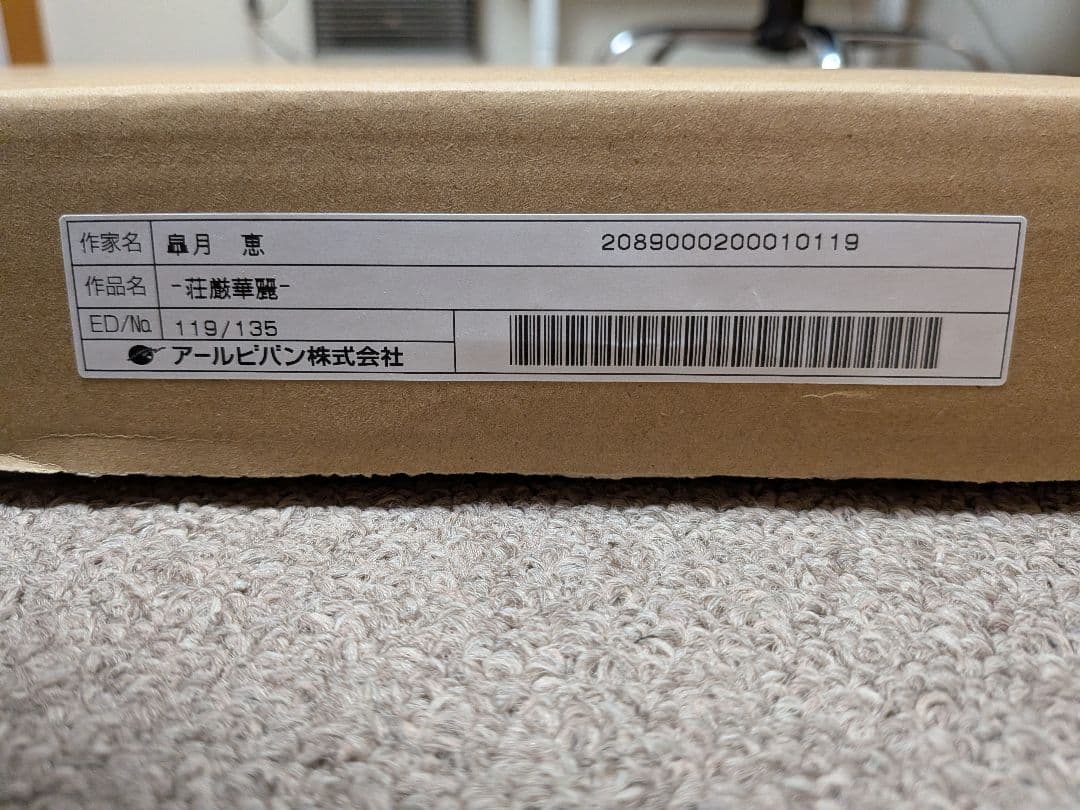 作家名 皐月 恵 2089000200010119
作品名 -荘厳華麗-
ED/No. 119/135
アールビバン株式会社